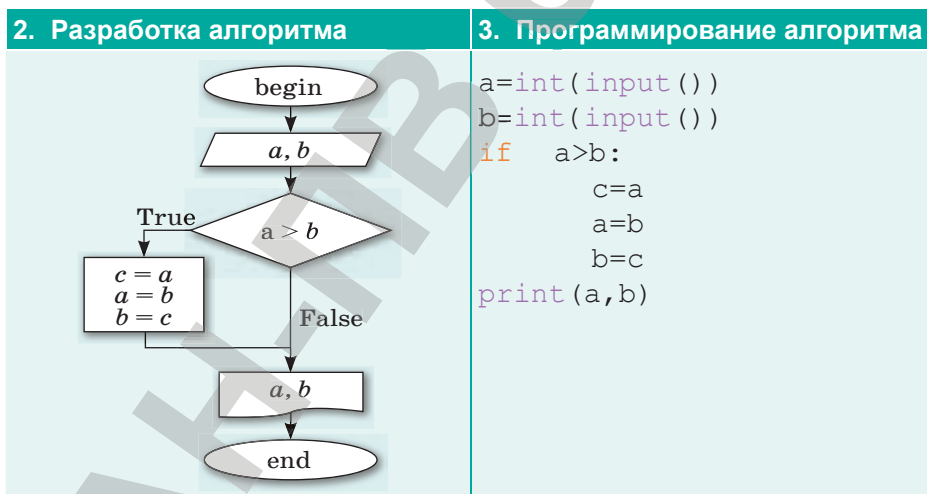 2. Разработка алгоритма
begin
a, b
True
a > b
c = a
a = b
b = c
False
a, b
end
3. Программирование алгоритма
a=int(input())
b=int(input())
if a>b:
c=a
a=b
b=c
print(a,b)